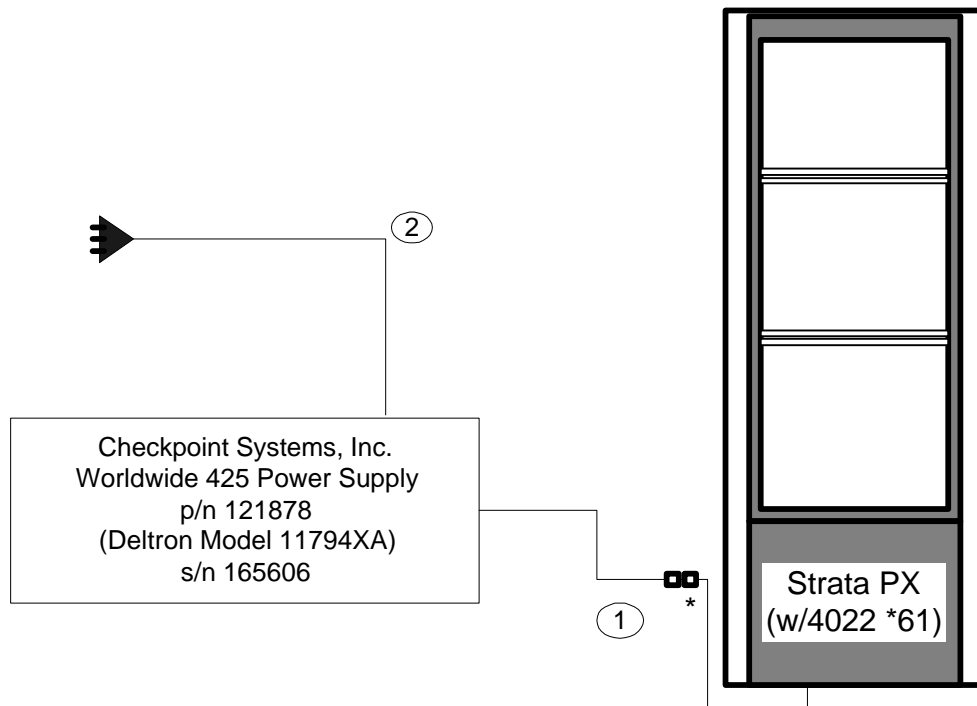 2
Checkpoint Systems, Inc.
Worldwide 425 Power Supply
p/n 121878
(Deltron Model 11794XA)
s/n 165606
*
1
Strata PX
(w/4022 *61)